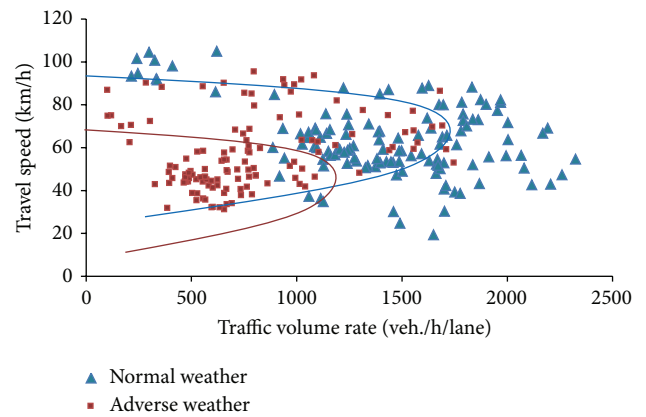 Travel speed (km/h)
120
100
80
60
40
20
0
0 500 1000 1500 2000 2500
Traffic volume rate (veh./h/lane)
Normal weather
Adverse weather